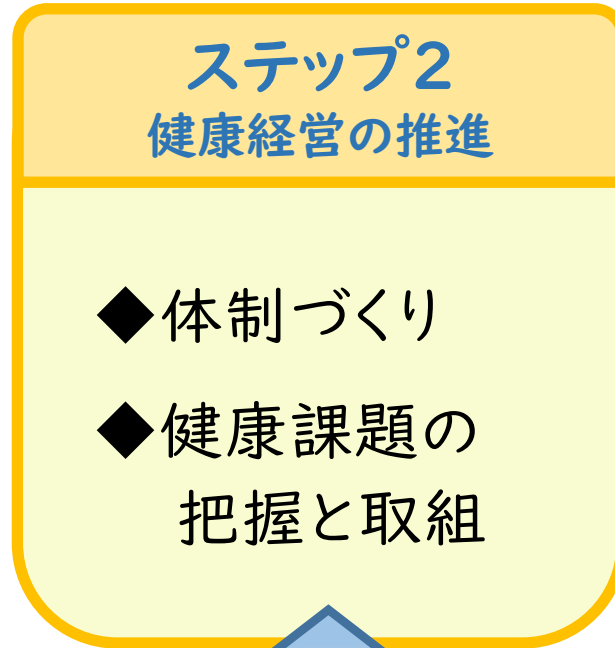 ステップ2
健康経営の推進
◆体制づくり
◆健康課題の
把握と取組